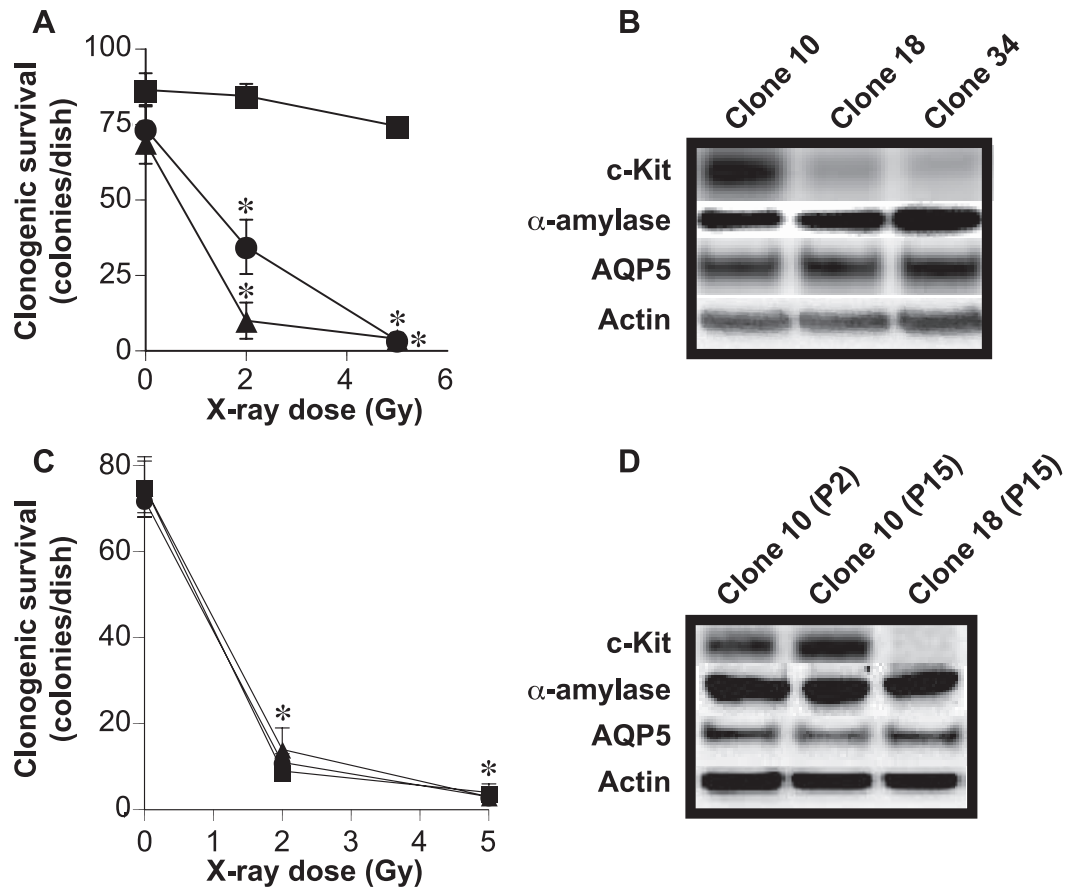 A
Clonogenic survival
(colonies/dish)
100
75
50
25
0
*
*
*
*
0 2 4 6
X-ray dose (Gy)
B
Clone 10
Clone 18
Clone 34
c-Kit
α-amylase
AQP5
Actin
C
Clonogenic survival
(colonies/dish)
80
60
40
20
0
*
*
0 1 2 3 4 5
X-ray dose (Gy)
D
Clone 10 (P2)
Clone 10 (P15)
Clone 18 (P15)
c-Kit
α-amylase
AQP5
Actin